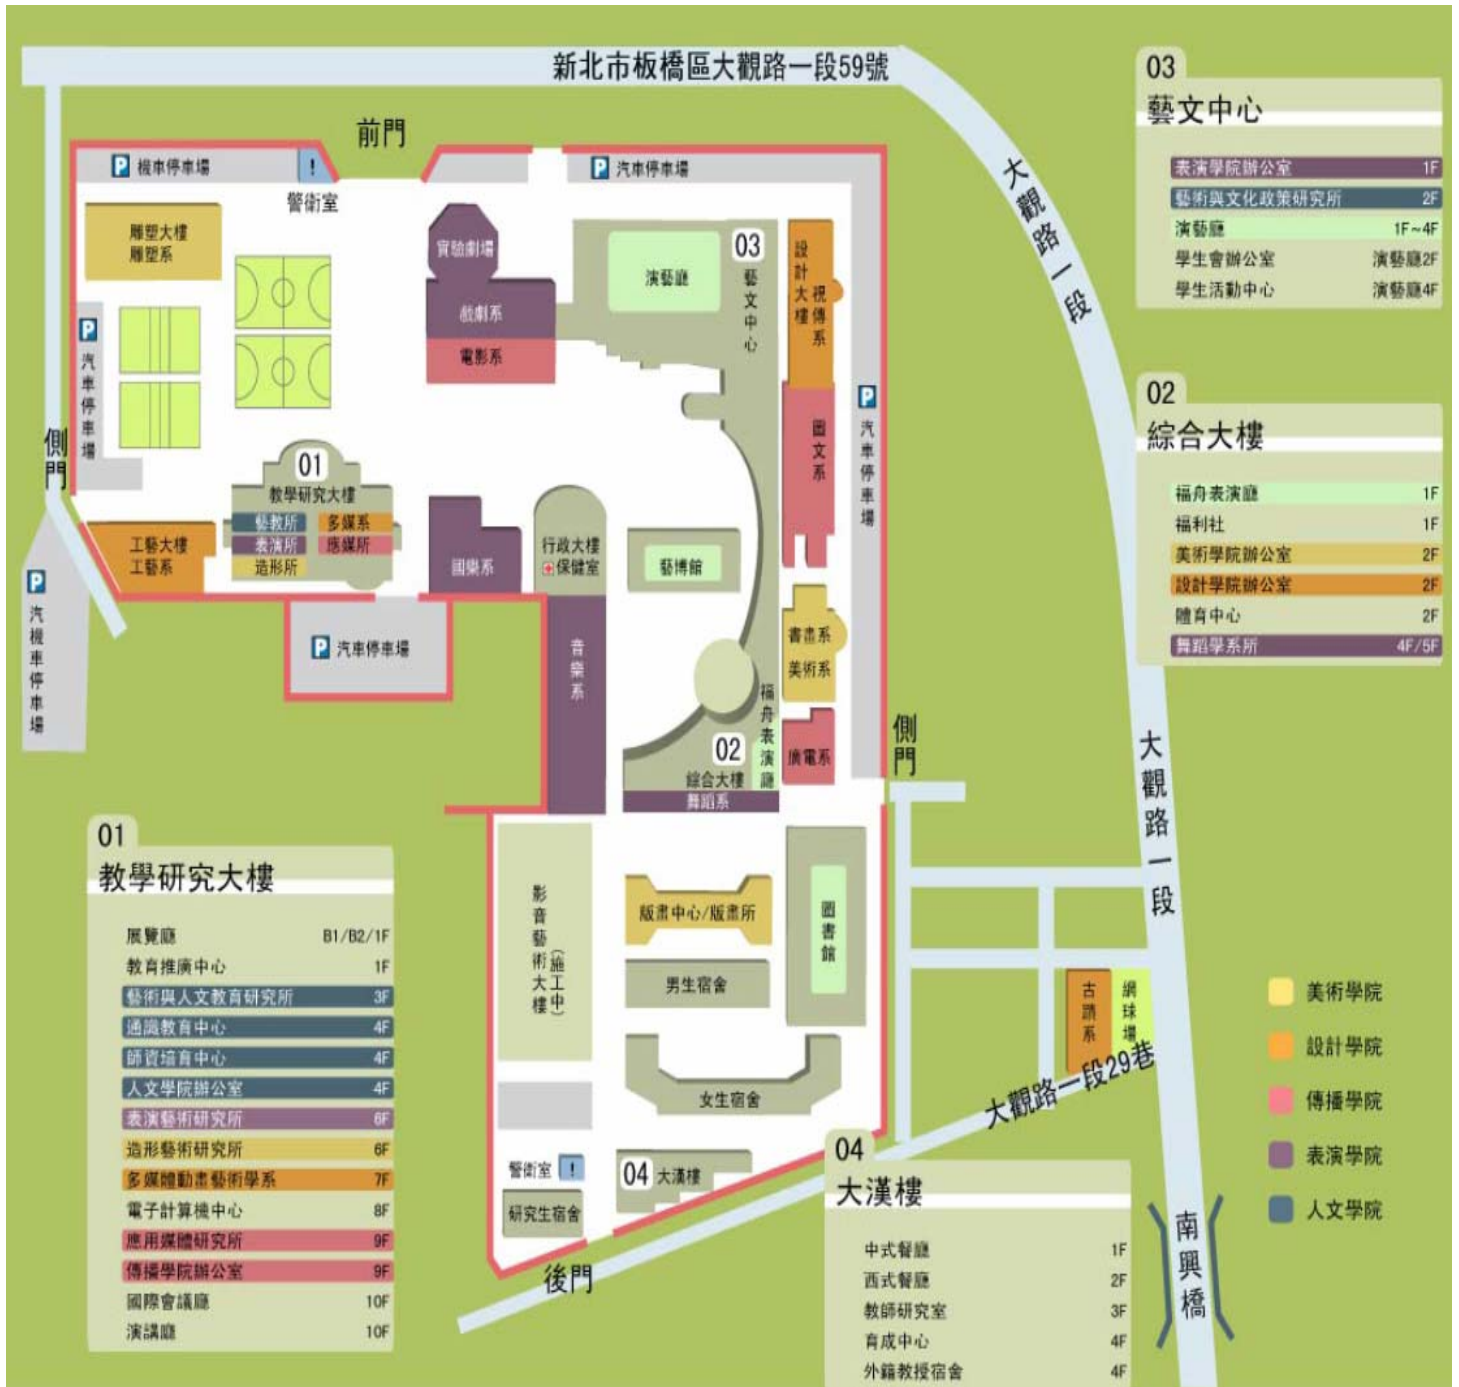 新北市板橋區大觀路一段59號
前門
P 機車停車場
!
警衛室
P 汽車停車場
雕塑大樓
雕塑系
實驗劇場
戲劇系
電影系
演藝廳
03
藝文中心
設計大樓
視傳系
圖文系
P
汽車停車場
P
汽車停車場
側門
01
教學研究大樓
藝教所
多媒系
表演所
應媒所
造形所
工藝大樓
工藝系
國樂系
行政大樓
保健室
藝博館
P
汽機車停車場
P 汽車停車場
音樂系
書畫系
美術系
福舟表演廳
02
綜合大樓
舞蹈系
廣電系
側門
影音藝術大樓
(施工中)
版畫中心/版畫所
男生宿舍
圖書館
女生宿舍
警衛室 !
研究生宿舍
04 大漢樓
後門
大觀路一段
大觀路一段
古蹟系
網球場
大觀路一段29巷
南興橋
03
藝文中心
表演學院辦公室 1F
藝術與文化政策研究所 2F
演藝廳 1F~4F
學生會辦公室 演藝廳2F
學生活動中心 演藝廳4F
02
綜合大樓
福舟表演廳 1F
福利社 1F
美術學院辦公室 2F
設計學院辦公室 2F
體育中心 2F
舞蹈學系所 4F/5F
01
教學研究大樓
展覽廳 B1/B2/1F
教育推廣中心 1F
藝術與人文教育研究所 3F
通識教育中心 4F
師資培育中心 4F
人文學院辦公室 4F
表演藝術研究所 6F
造形藝術研究所 6F
多媒體動畫藝術學系 7F
電子計算機中心 8F
應用媒體研究所 9F
傳播學院辦公室 9F
國際會議廳 10F
演講廳 10F
04
大漢樓
中式餐廳 1F
西式餐廳 2F
教師研究室 3F
育成中心 4F
外籍教授宿舍 4F
美術學院
設計學院
傳播學院
表演學院
人文學院